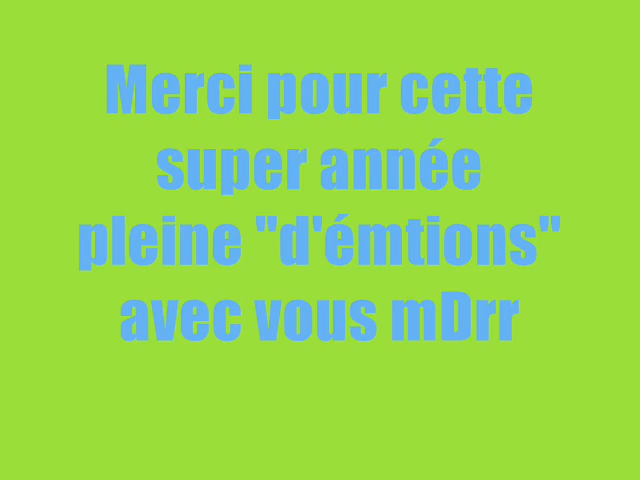 Merci pour cette
super année
pleine "d'émtions"
avec vous mDrr